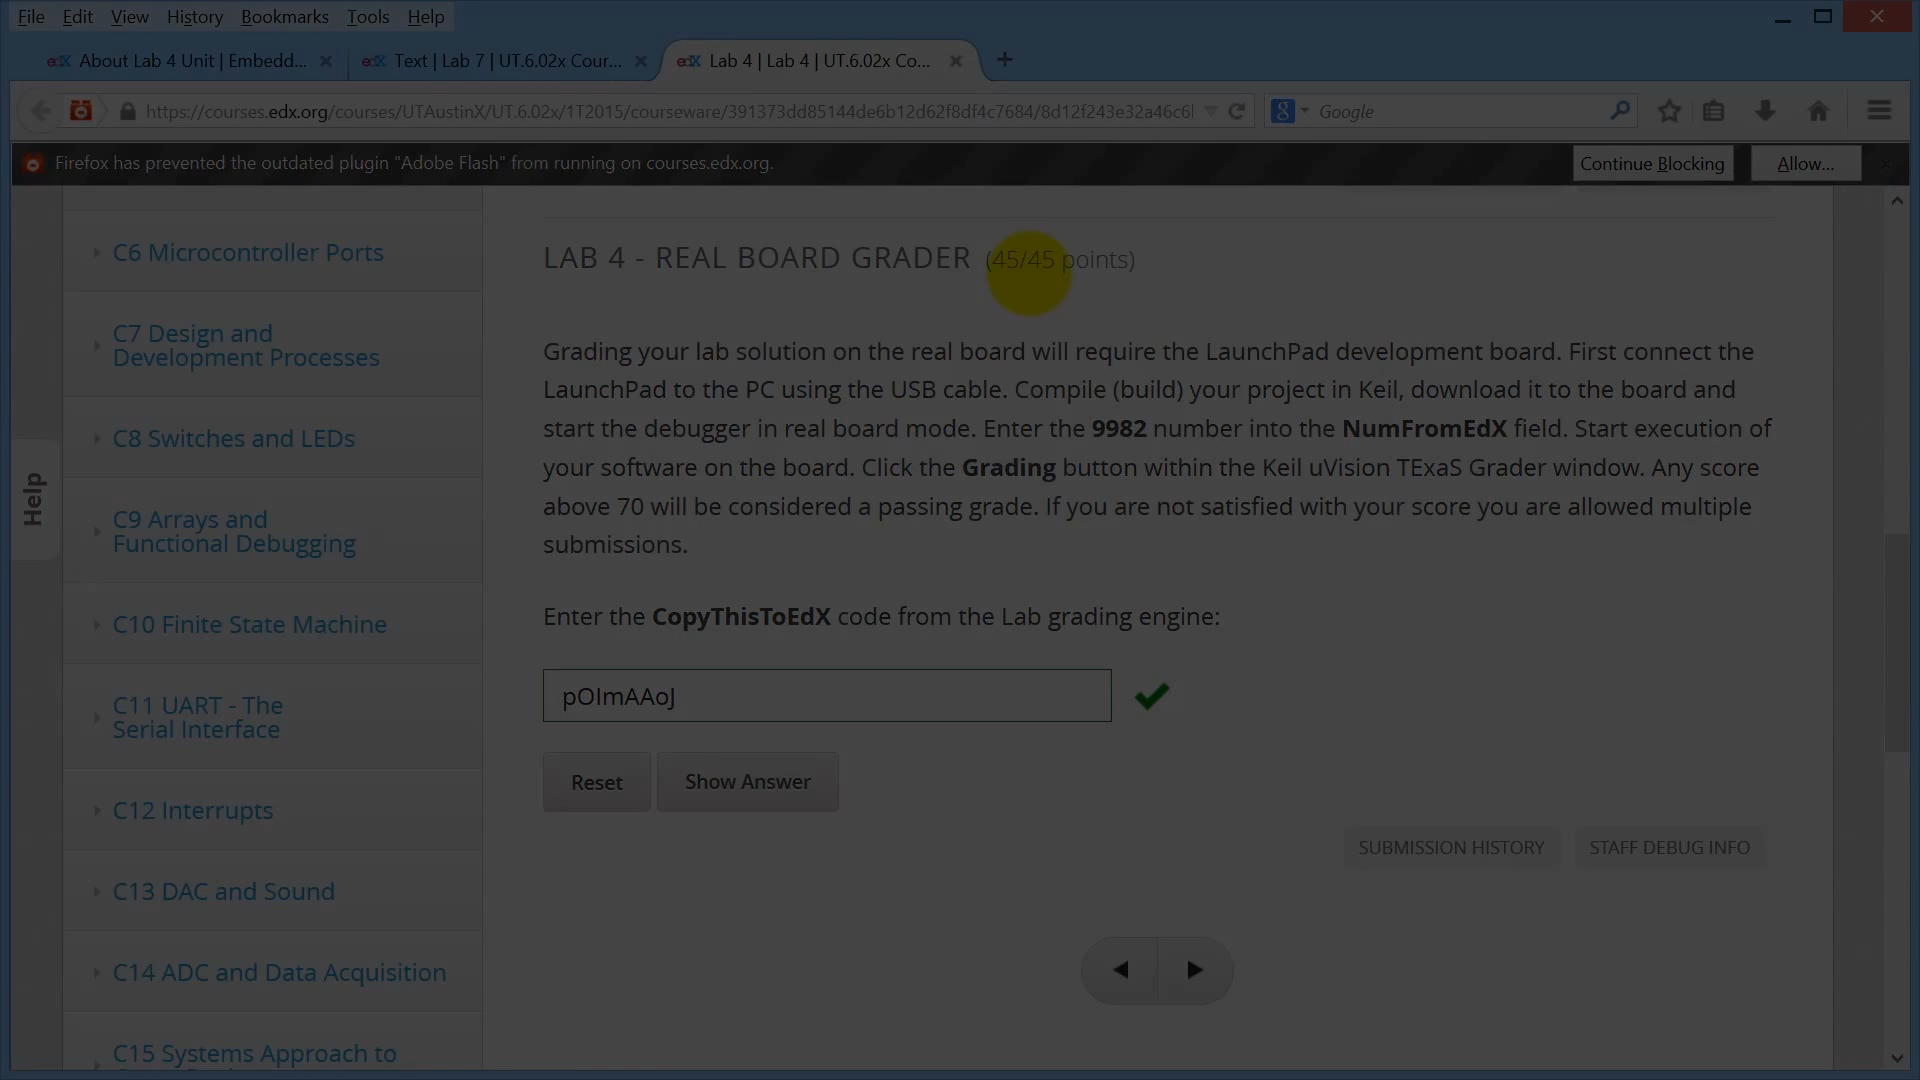 File Edit View History Bookmarks Tools Help
edX About Lab 4 Unit | Embedd...
edX Text | Lab 7 | UT.6.02x Cour...
edX Lab 4 | Lab 4 | UT.6.02x Co...
https://courses.edx.org/courses/UTAustinX/UT.6.02x/1T2015/courseware/391373dd85144de6b12d62f8df4c7684/8d12f243e32a46c6
Google
Firefox has prevented the outdated plugin "Adobe Flash" from running on courses.edx.org.
Continue Blocking
Allow...
Help
C6 Microcontroller Ports
C7 Design and
Development Processes
C8 Switches and LEDs
C9 Arrays and
Functional Debugging
C10 Finite State Machine
C11 UART - The
Serial Interface
C12 Interrupts
C13 DAC and Sound
C14 ADC and Data Acquisition
C15 Systems Approach to
LAB 4 - REAL BOARD GRADER (45/45 points)
Grading your lab solution on the real board will require the LaunchPad development board. First connect the
LaunchPad to the PC using the USB cable. Compile (build) your project in Keil, download it to the board and
start the debugger in real board mode. Enter the 9982 number into the NumFromEdX field. Start execution of
your software on the board. Click the Grading button within the Keil uVision TExaS Grader window. Any score
above 70 will be considered a passing grade. If you are not satisfied with your score you are allowed multiple
submissions.
Enter the CopyThisToEdX code from the Lab grading engine:
pOImAAoJ
Reset
Show Answer
SUBMISSION HISTORY
STAFF DEBUG INFO